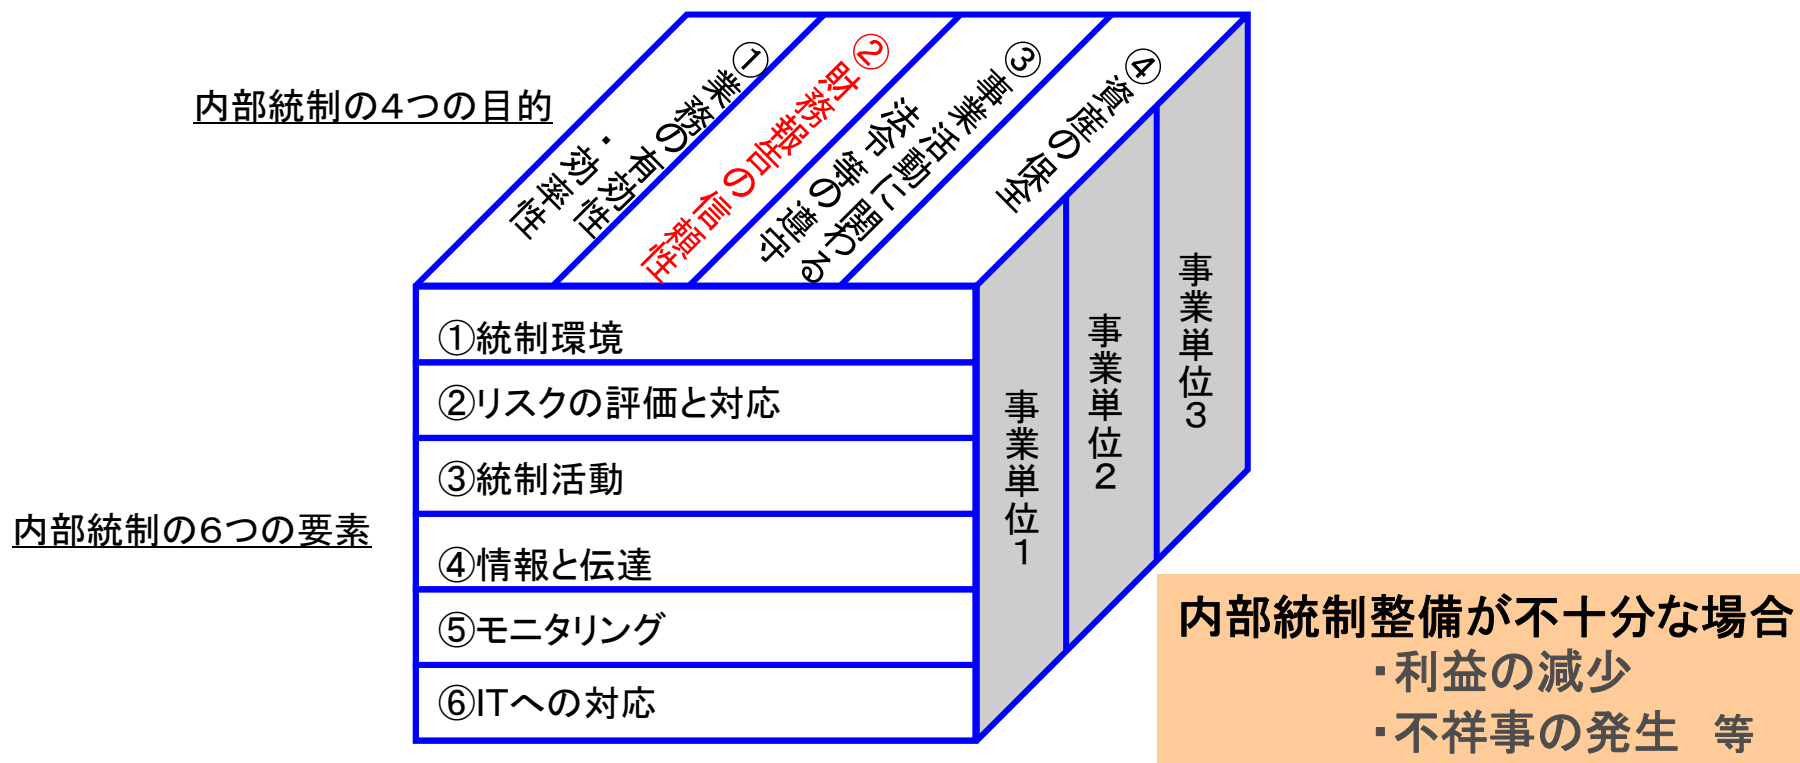 内部統制の４つの目的
①業務の有効性
・効率性
②財務報告の信頼性
③事業活動に関わる
法令等の遵守
④資産の保全
①統制環境
②リスクの評価と対応
③統制活動
④情報と伝達
⑤モニタリング
⑥ITへの対応
内部統制の６つの要素
事業単位１
事業単位２
事業単位３
内部統制整備が不十分な場合
・利益の減少
・不祥事の発生　等